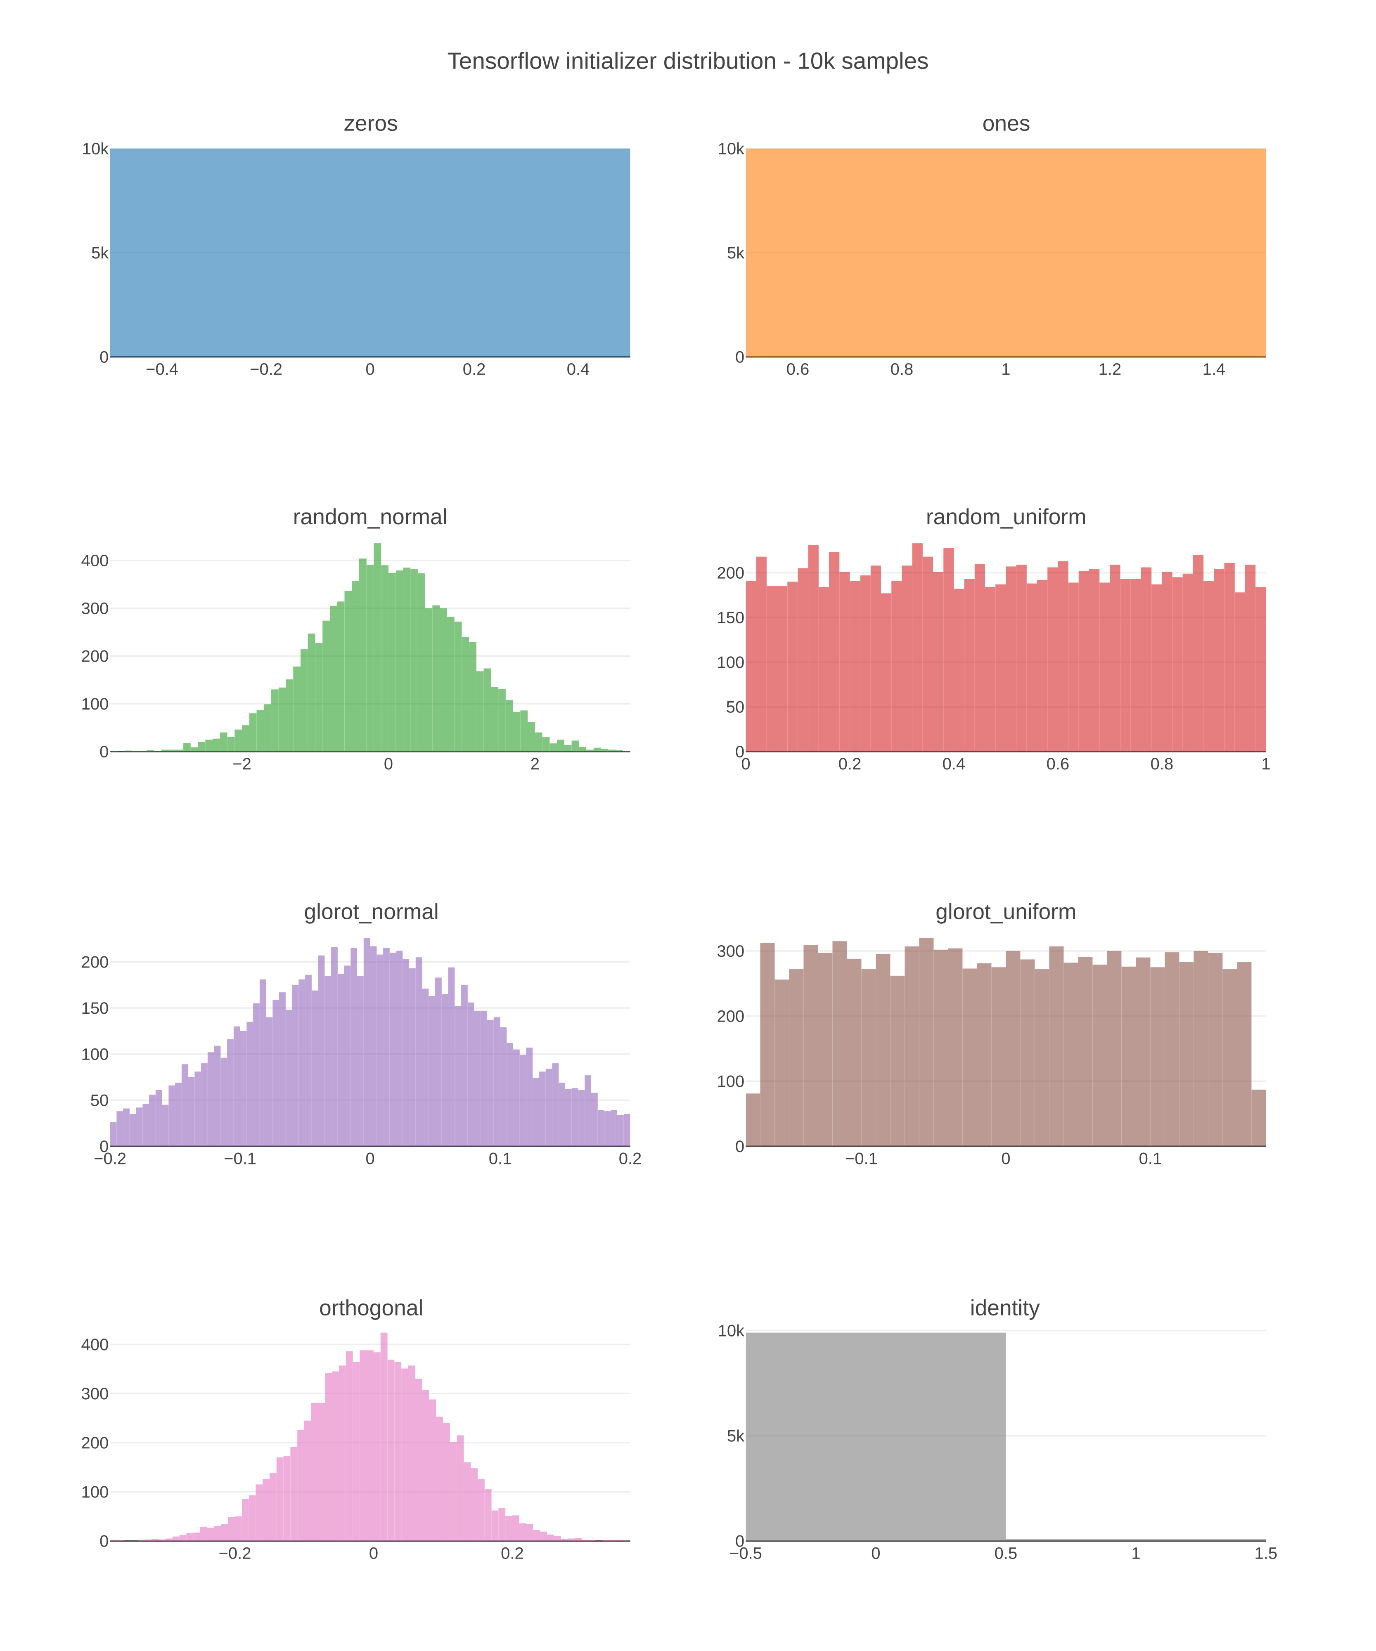 Tensorflow initializer distribution - 10k samples
zeros
10k
5k
0
−0.4 −0.2 0 0.2 0.4
ones
10k
5k
0
0.6 0.8 1 1.2 1.4
random_normal
400
300
200
100
0
−2 0 2
random_uniform
200
150
100
50
0
0 0.2 0.4 0.6 0.8 1
glorot_normal
200
150
100
50
0
−0.2 −0.1 0 0.1 0.2
glorot_uniform
300
200
100
0
−0.1 0 0.1
orthogonal
400
300
200
100
0
−0.2 0 0.2
identity
10k
5k
0
−0.5 0 0.5 1 1.5